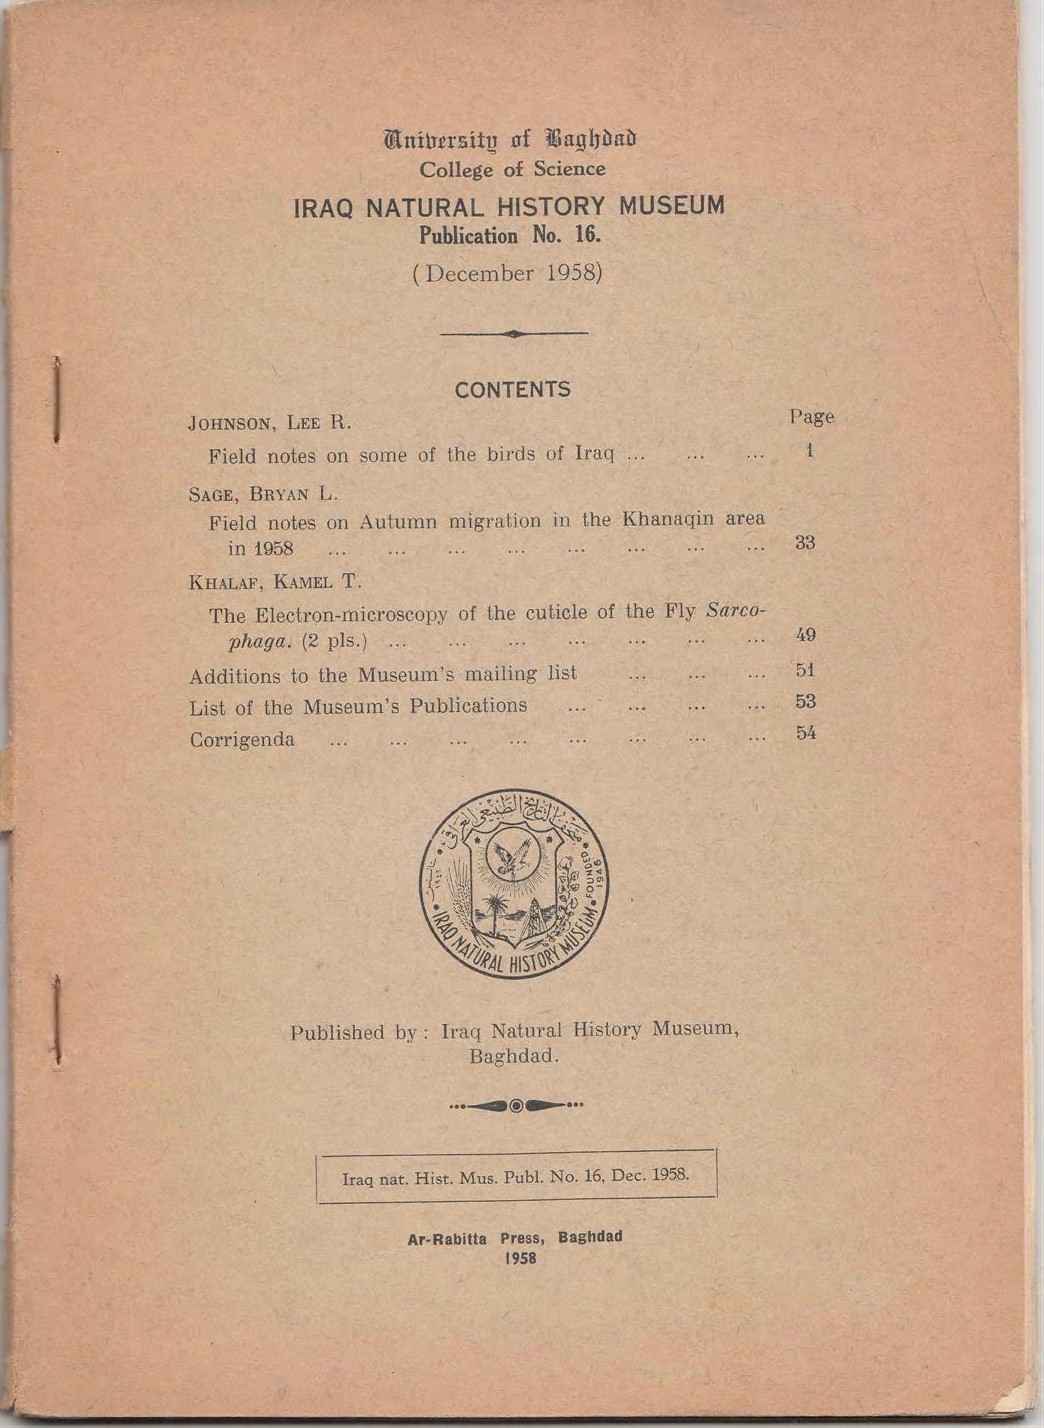 University of Baghdad
College of Science
IRAQ NATURAL HISTORY MUSEUM
Publication No. 16.
(December 1958)
CONTENTS
Page
JOHNSON, LEE R.
Field notes on some of the birds of Iraq ... ... ... 1
SAGE, BRYAN L.
Field notes on Autumn migration in the Khanaqin area
in 1958 ... ... ... ... ... ... ... ... 33
KHALAF, KAMEL T.
The Electron-microscopy of the cuticle of the Fly Sarco-
phaga. (2 pls.) ... ... ... ... ... ... ... 49
Additions to the Museum's mailing list ... ... ... 51
List of the Museum's Publications ... ... ... ... 53
Corrigenda ... ... ... ... ... ... ... ... 54
متحف التاريخ الطبيعي العراقي
FOUNDED 1946
IRAQ NATURAL HISTORY MUSEUM
Published by : Iraq Natural History Museum,
Baghdad.
Iraq nat. Hist. Mus. Publ. No. 16, Dec. 1958.
Ar-Rabitta Press, Baghdad
1958